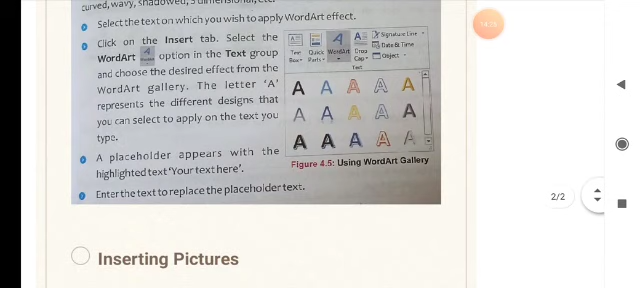 curved, wavy, shadowed, 3 dimensional, etc.
Select the text on which you wish to apply WordArt effect.
Click on the Insert tab. Select the
WordArt option in the Text group
and choose the desired effect from the
WordArt gallery. The letter 'A'
represents the different designs that
you can select to apply on the text you
type.
A placeholder appears with the
highlighted text 'Your text here'.
Enter the text to replace the placeholder text.
Text Box Quick Parts WordArt Drop Cap
Signature Line
Date & Time
Object
Text
A A A A A
A A A A A
A A A A A
Figure 4.5: Using WordArt Gallery
2/2
Inserting Pictures